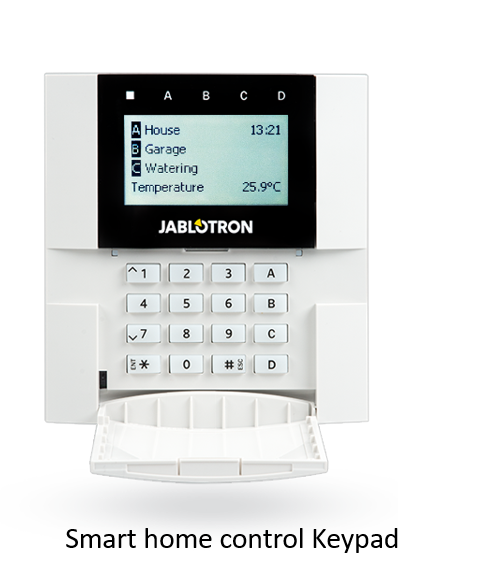 A B C D
A House 13:21
B Garage
C Watering
Temperature 25.9°C
JABLOTRON
1 2 3 A
4 5 6 B
7 8 9 C
ENT * 0 # ESC D
Smart home control Keypad